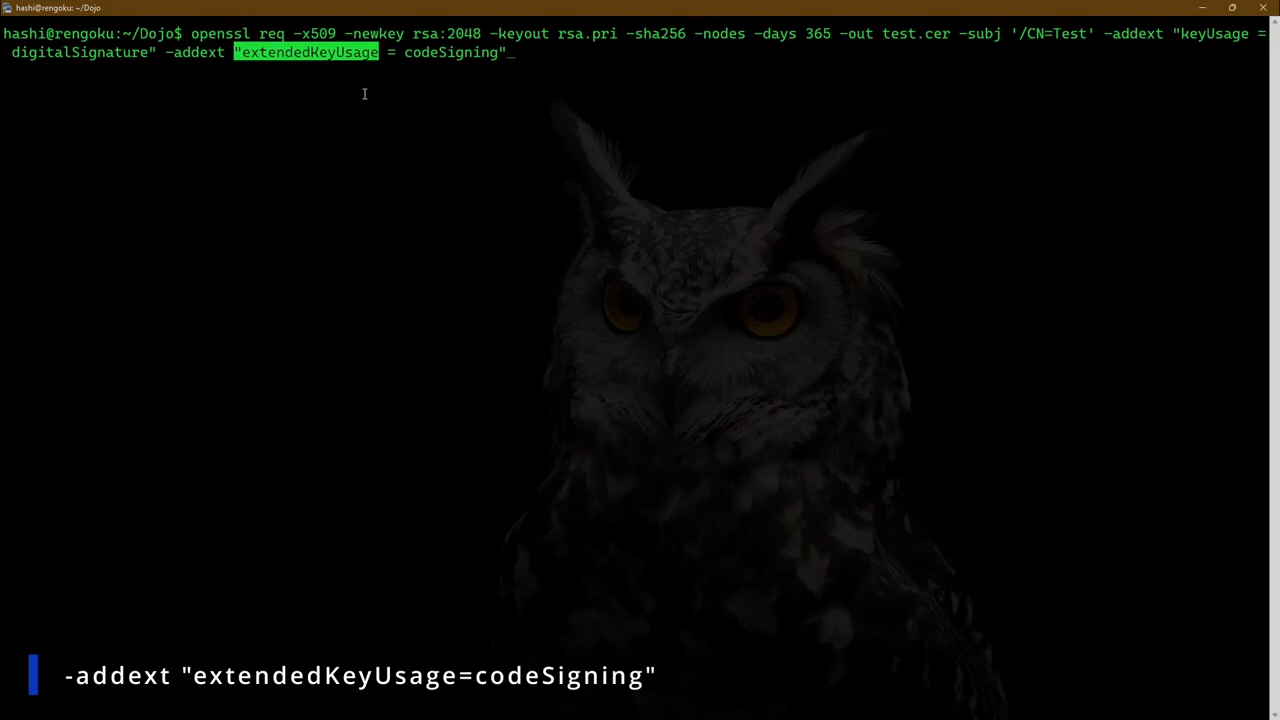 hashi@rengoku: ~/Dojo
hashi@rengoku:~/Dojo$ openssl req -x509 -newkey rsa:2048 -keyout rsa.pri -sha256 -nodes -days 365 -out test.cer -subj '/CN=Test' -addext "keyUsage =
digitalSignature" -addext "extendedKeyUsage = codeSigning"_
-addext "extendedKeyUsage=codeSigning"